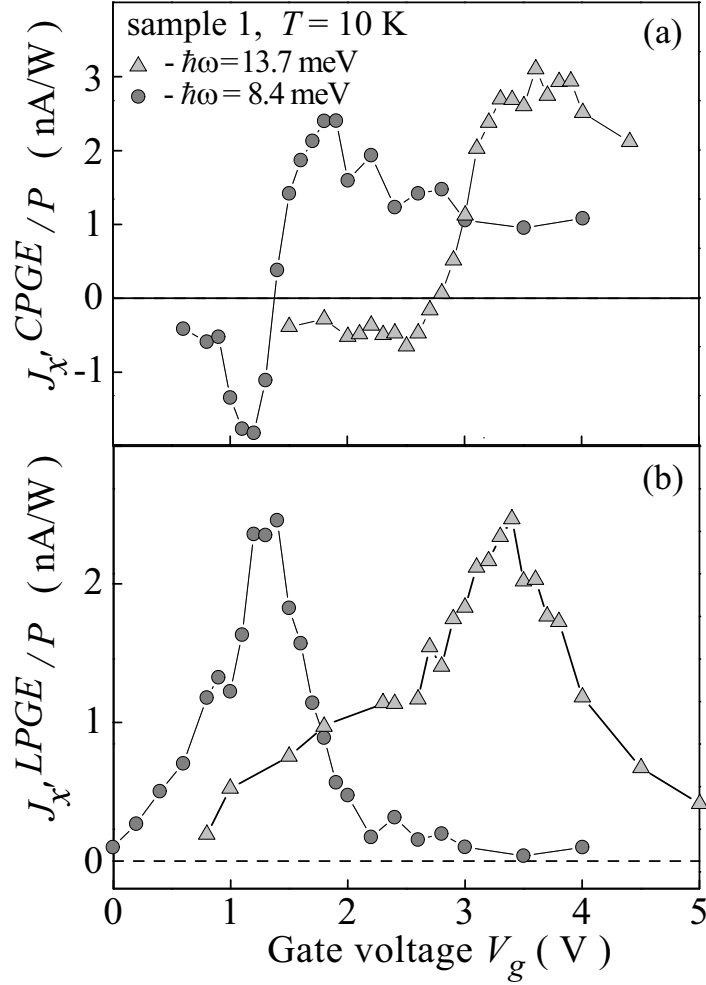 sample 1, T = 10 K
(a)
- ℏω = 13.7 meV
- ℏω = 8.4 meV
J_x' ^CPGE / P ( nA/W)
3
2
1
0
-1
(b)
J_x' ^LPGE / P ( nA/W)
2
1
0
0 1 2 3 4 5
Gate voltage V_g ( V )